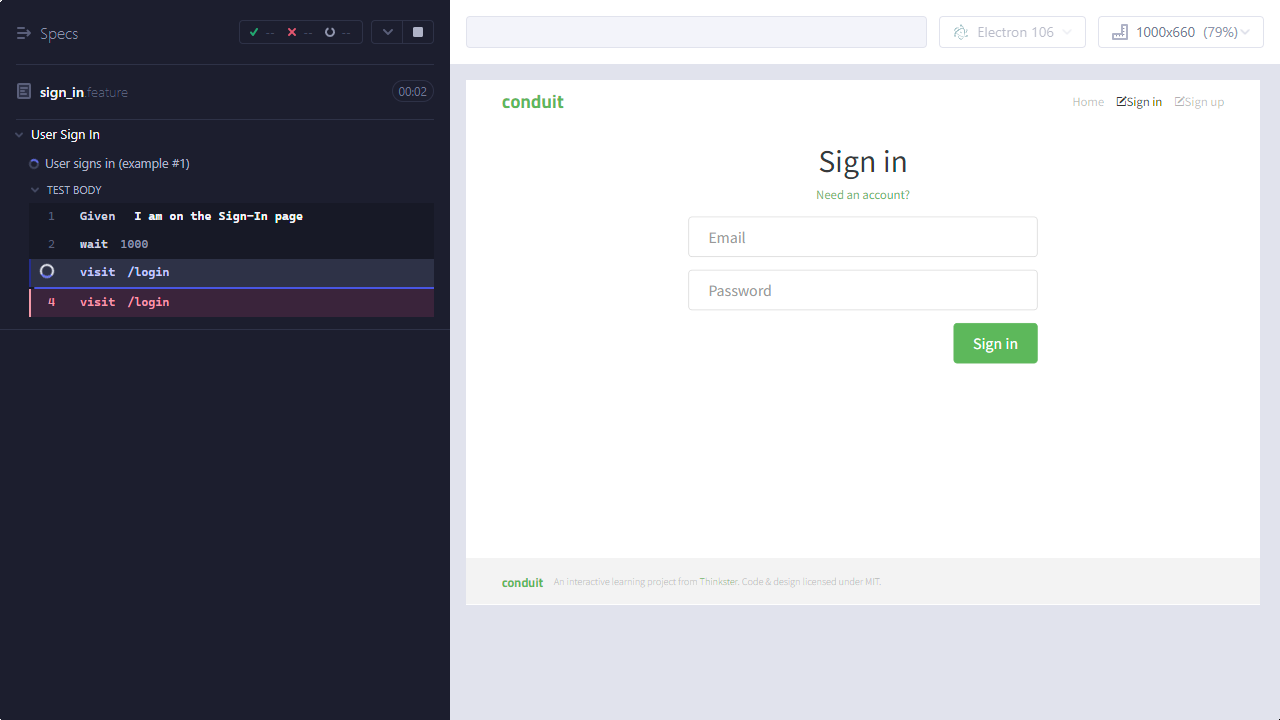 Specs
-- -- --
sign_in.feature
00:02
User Sign In
User signs in (example #1)
TEST BODY
1 Given I am on the Sign-In page
2 wait 1000
visit /login
4 visit /login
Electron 106
1000x660 (79%)
conduit
Home Sign in Sign up
Sign in
Need an account?
Email
Password
Sign in
conduit An interactive learning project from Thinkster. Code & design licensed under MIT.